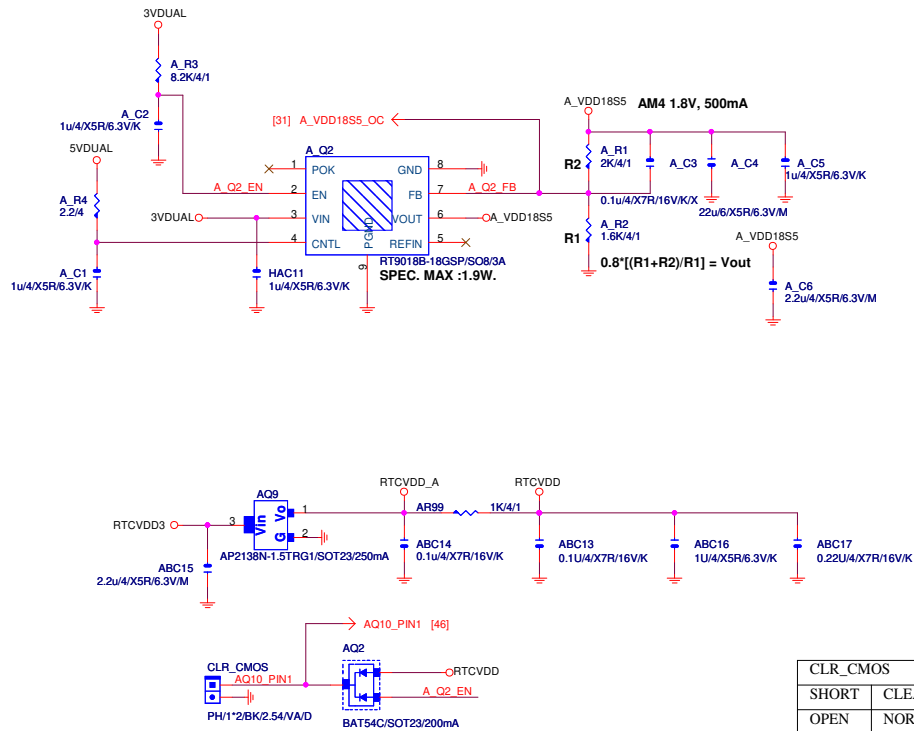 3VDUAL
A_R3
8.2K/4/1
A_C2
1u/4/X5R/6.3V/K
5VDUAL
A_R4
2.2/4
A_C1
1u/4/X5R/6.3V/K
A_Q2_EN
3VDUAL
HAC11
1u/4/X5R/6.3V/K
[31] A_VDD18S5_OC
A_Q2
1 POK GND 8
2 EN FB 7
3 VIN VOUT 6
4 CNTL REFIN 5
PGND
9
RT9018B-18GSP/SO8/3A
SPEC. MAX :1.9W.
A_Q2_FB
A_VDD18S5
A_VDD18S5
AM4 1.8V, 500mA
A_R1
R2 2K/4/1
A_C3
0.1u/4/X7R/16V/K/X
A_C4
22u/6/X5R/6.3V/M
A_C5
1u/4/X5R/6.3V/K
A_R2
R1 1.6K/4/1
0.8*[(R1+R2)/R1] = Vout
A_VDD18S5
A_C6
2.2u/4/X5R/6.3V/M
RTCVDD3
ABC15
2.2u/4/X5R/6.3V/M
AQ9
3 Vin Vo 1
G 2
AP2138N-1.5TRG1/SOT23/250mA
RTCVDD_A
AR99 1K/4/1
RTCVDD
ABC14
0.1u/4/X7R/16V/K
ABC13
0.1U/4/X7R/16V/K
ABC16
1U/4/X5R/6.3V/K
ABC17
0.22U/4/X7R/16V/K
AQ10_PIN1 [46]
CLR_CMOS
AQ10_PIN1
PH/1*2/BK/2.54/VA/D
AQ2
RTCVDD
A_Q2_EN
BAT54C/SOT23/200mA
CLR_CMOS
SHORT
OPEN